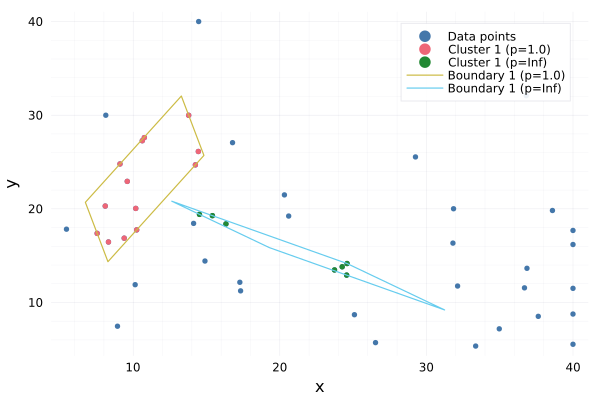 40
30
20
10
y
10
20
30
40
x
Data points
Cluster 1 (p=1.0)
Cluster 1 (p=Inf)
Boundary 1 (p=1.0)
Boundary 1 (p=Inf)